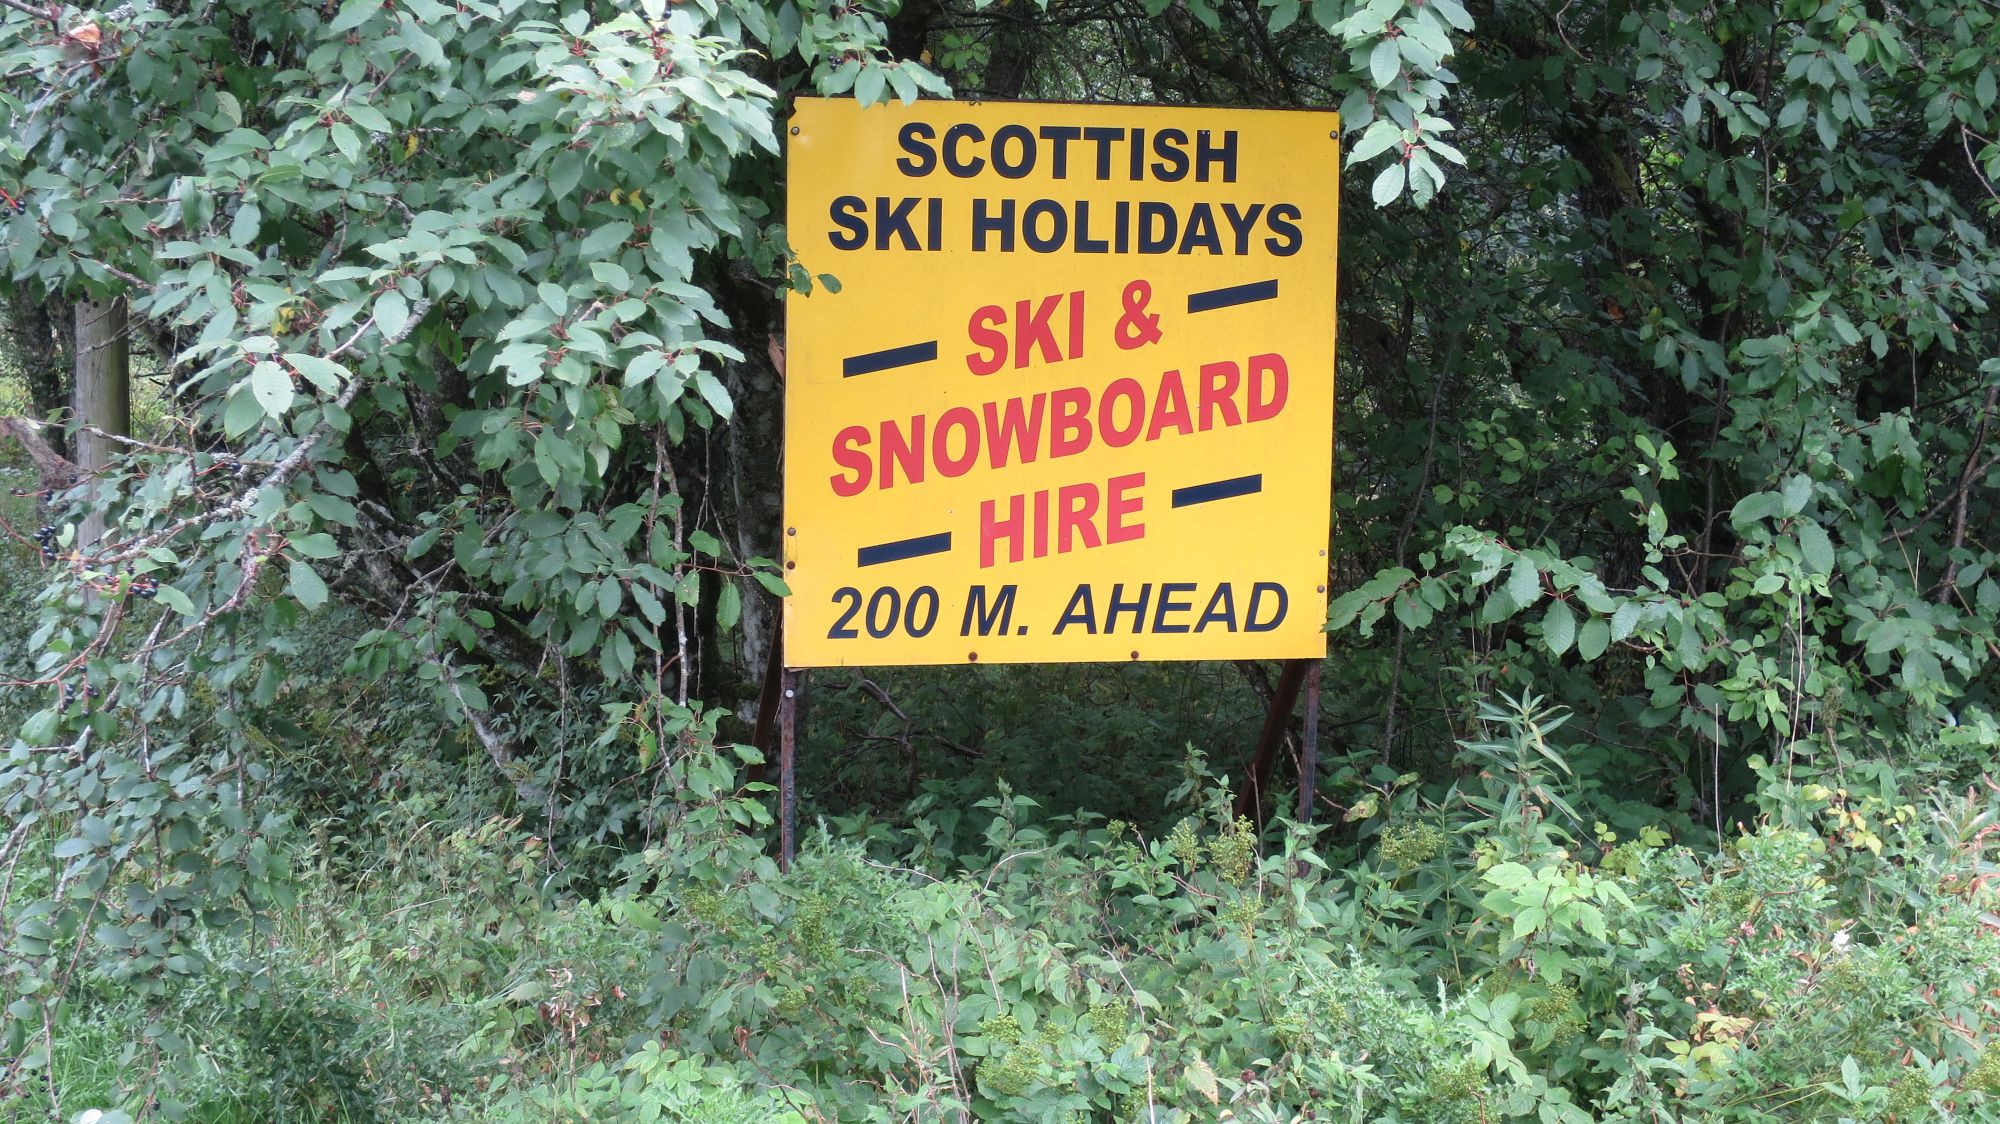 SCOTTISH
SKI HOLIDAYS
SKI &
SNOWBOARD
HIRE
200 M. AHEAD